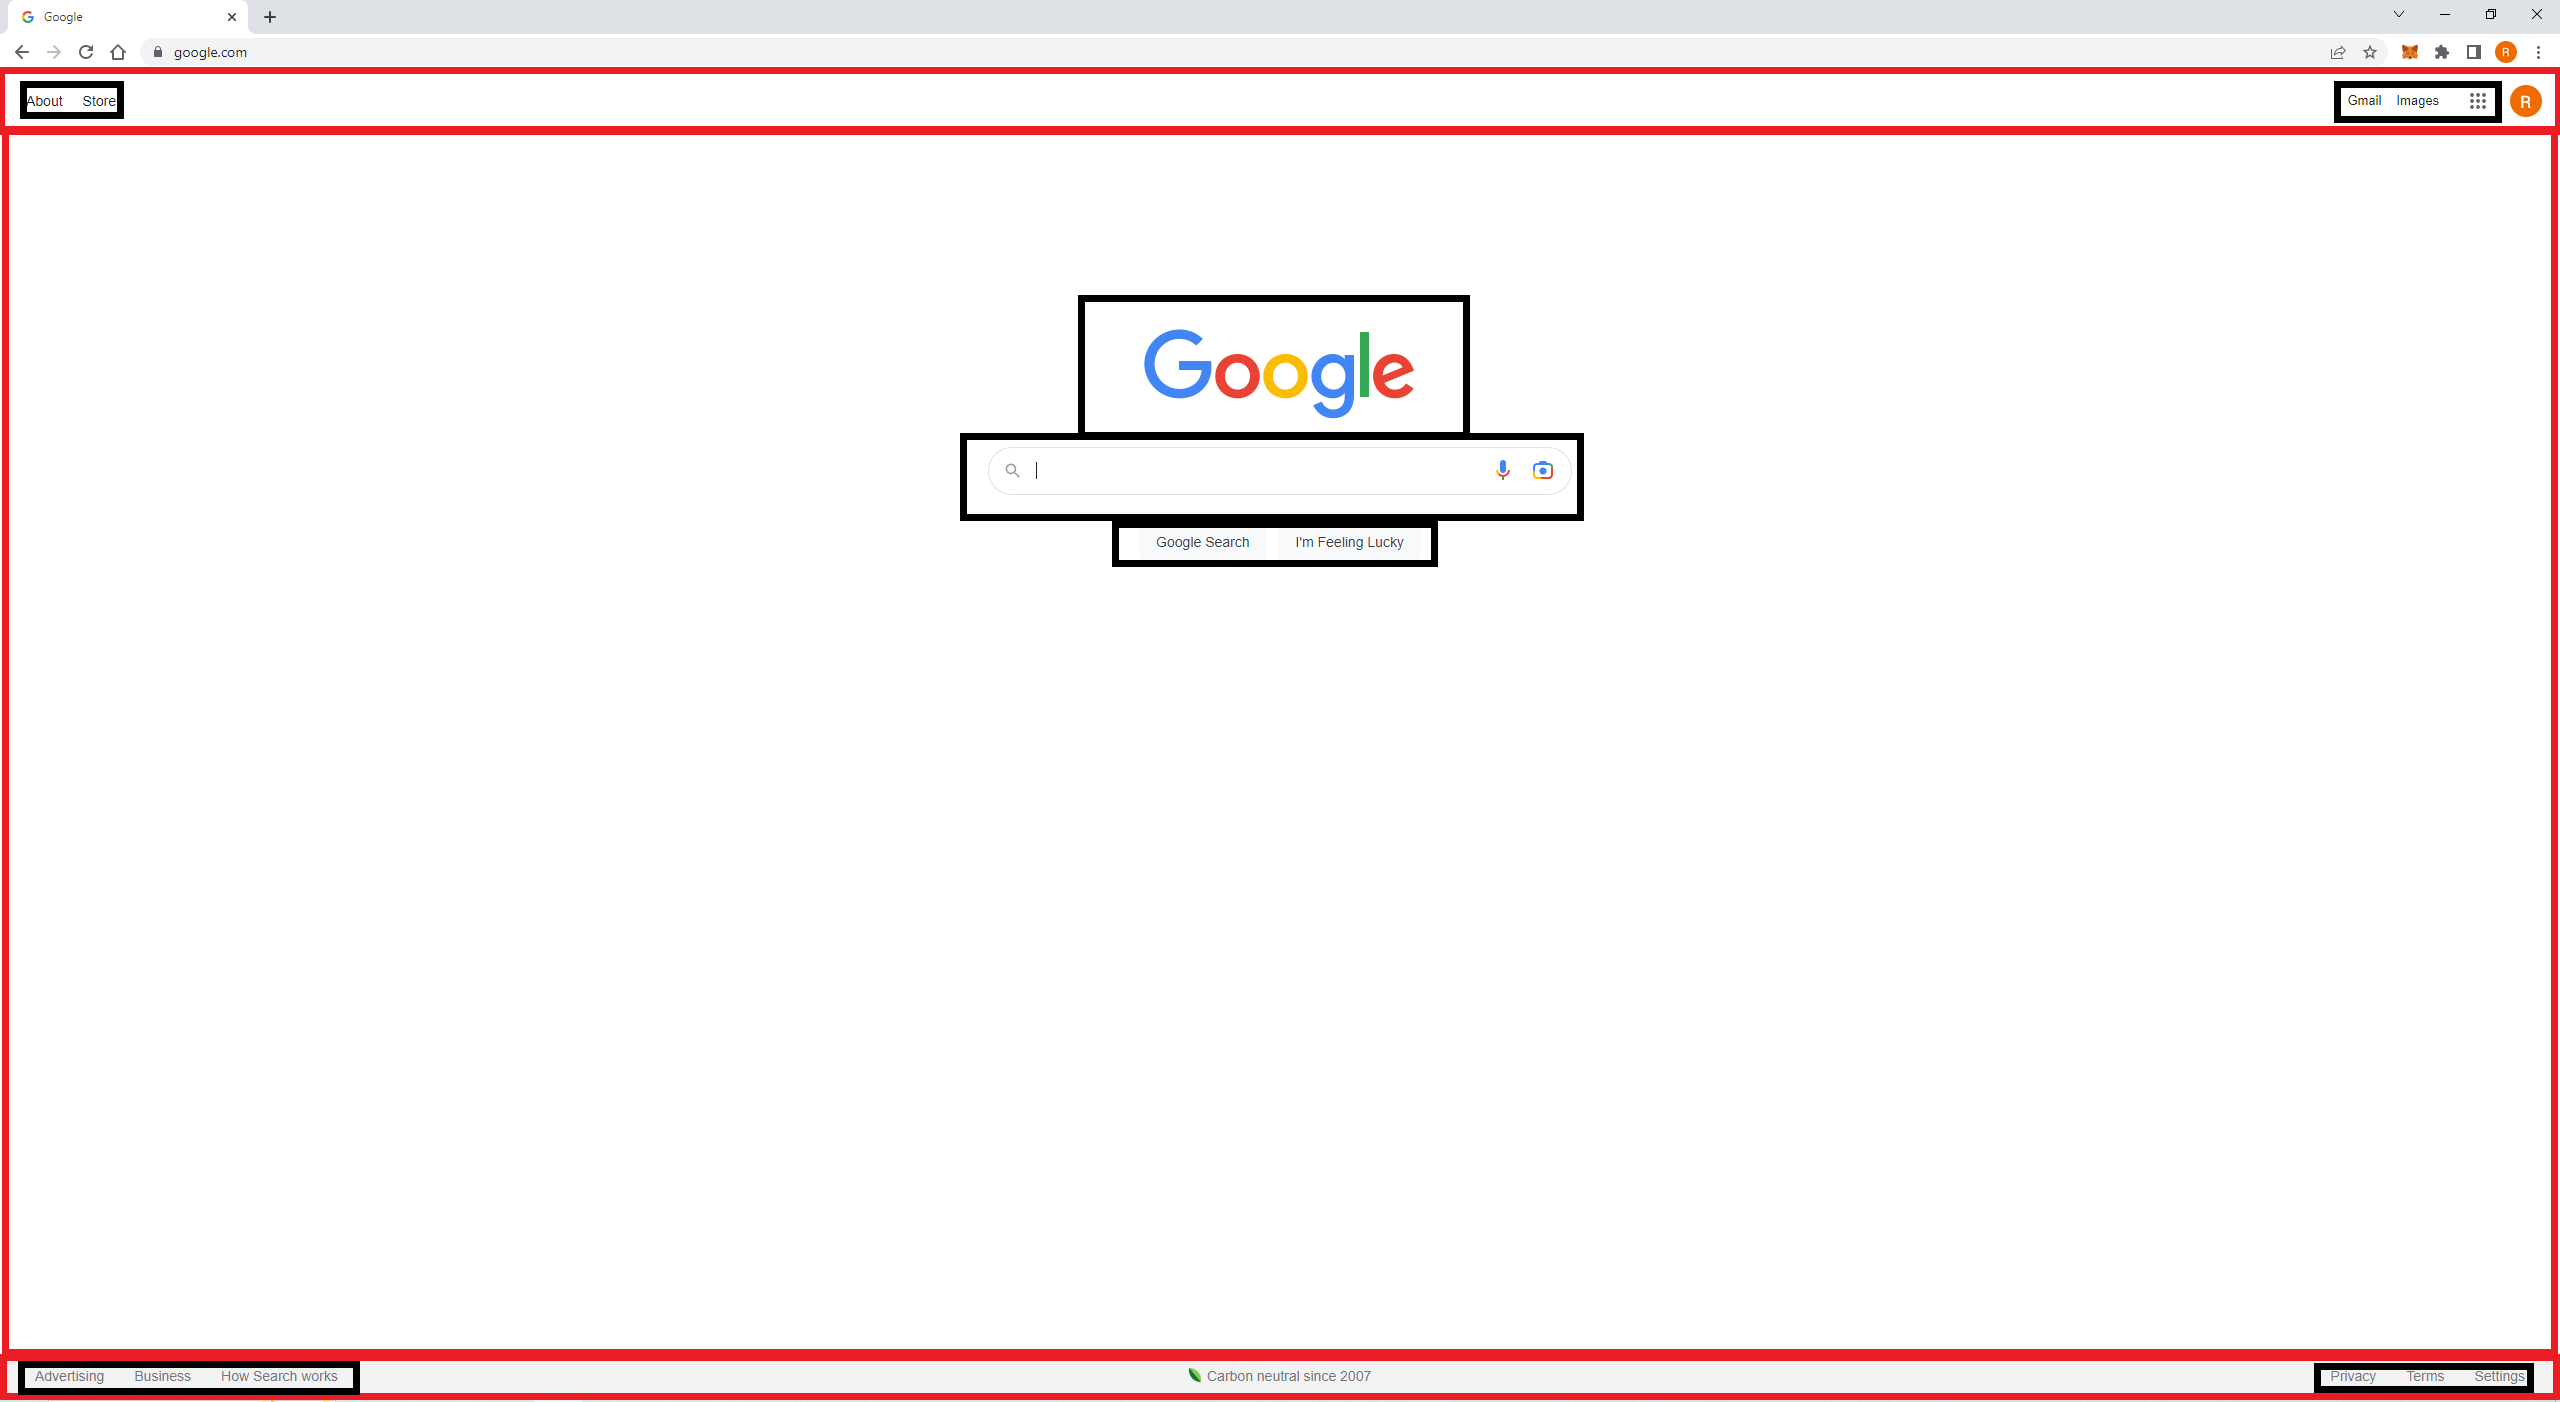 Google
google.com
R
About Store
Gmail Images
R
Google
Google Search I'm Feeling Lucky
Advertising Business How Search works
Carbon neutral since 2007
Privacy Terms Settings